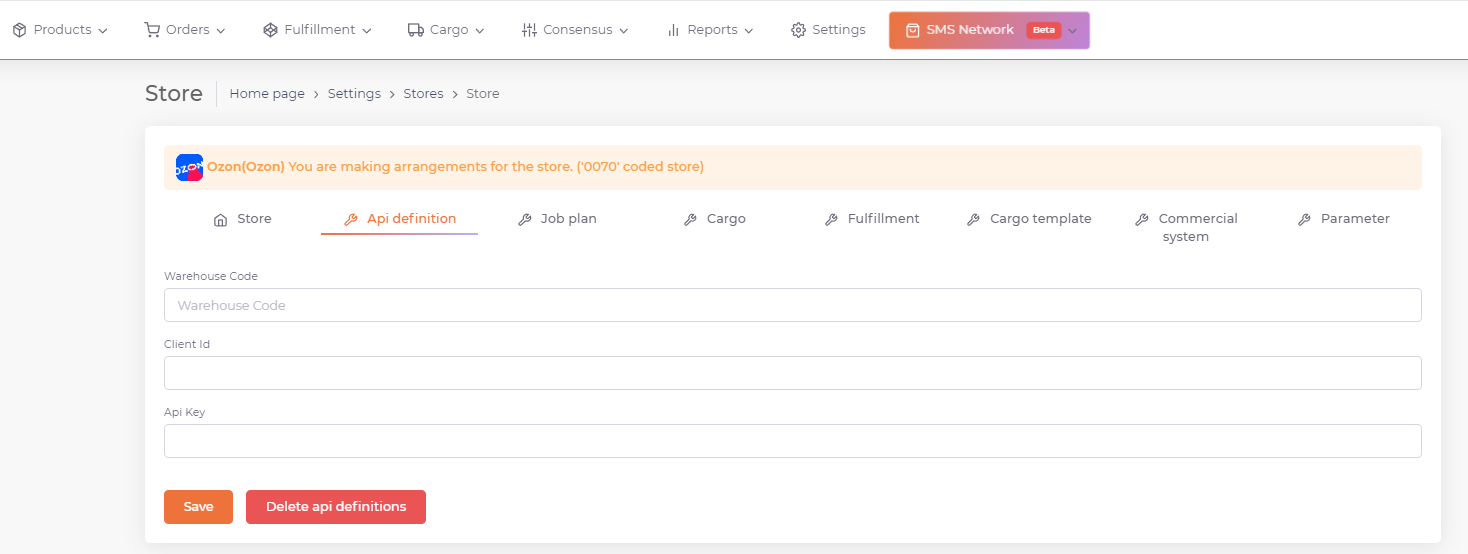 Products Orders Fulfillment Cargo Consensus Reports Settings SMS Network Beta
Store Home page > Settings > Stores > Store
OZON Ozon(Ozon) You are making arrangements for the store. ('0070' coded store)
Store Api definition Job plan Cargo Fulfillment Cargo template Commercial Parameter
system
Warehouse Code
Warehouse Code
Client Id
Api Key
Save Delete api definitions